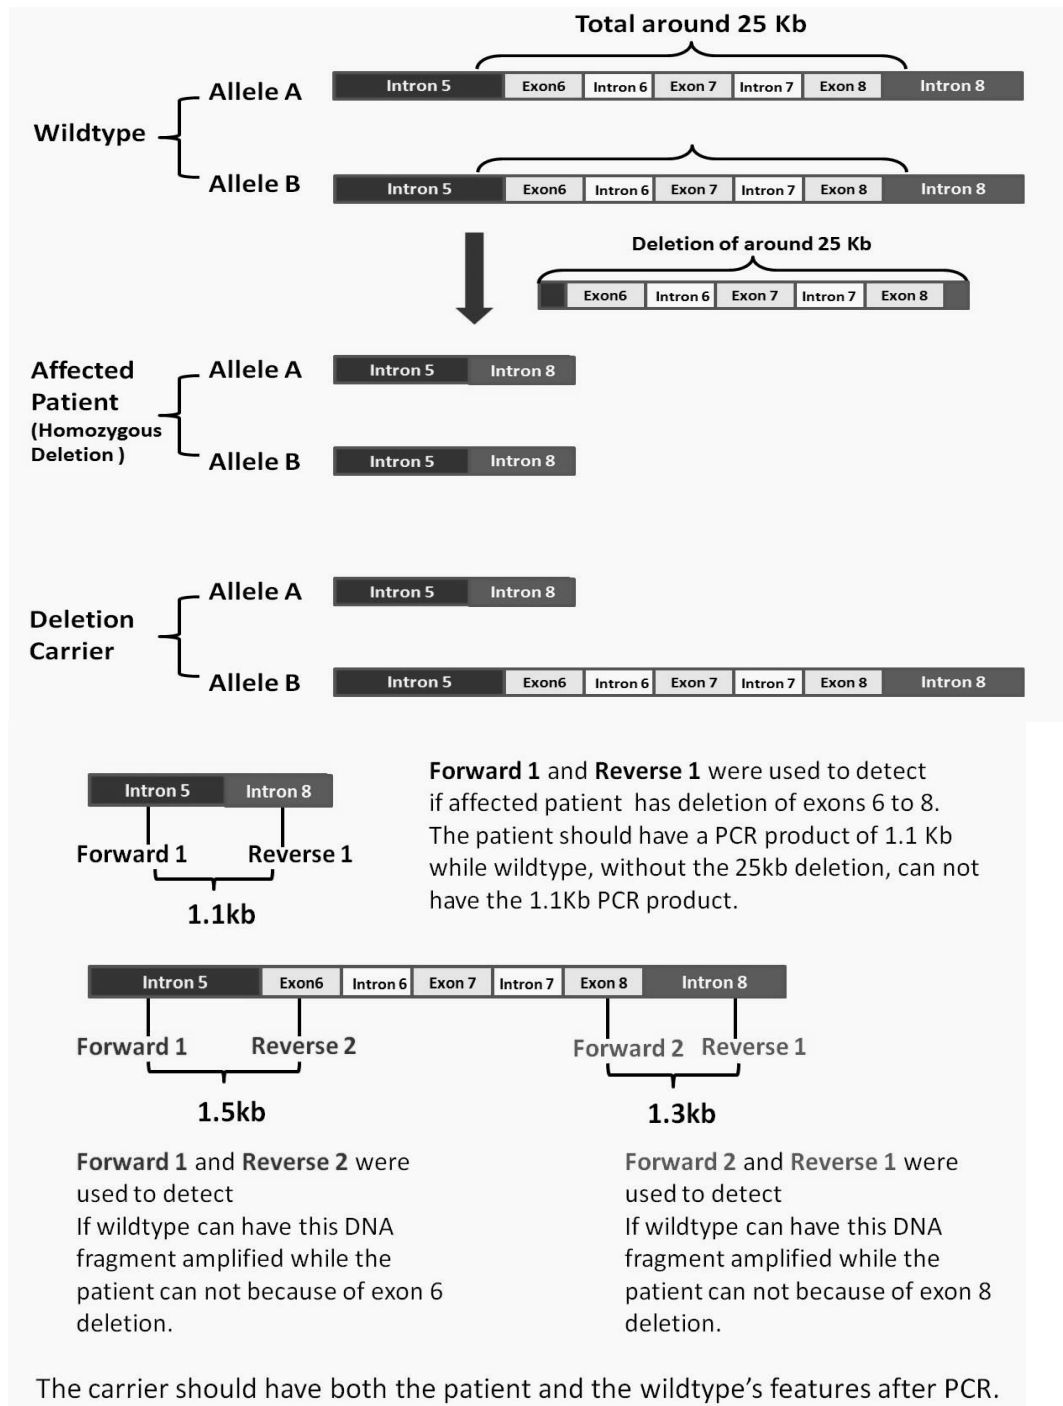 Total around 25 Kb
Wildtype
Allele A
Intron 5 Exon6 Intron 6 Exon 7 Intron 7 Exon 8 Intron 8
Allele B
Intron 5 Exon6 Intron 6 Exon 7 Intron 7 Exon 8 Intron 8
Deletion of around 25 Kb
Exon6 Intron 6 Exon 7 Intron 7 Exon 8
Affected
Patient
(Homozygous
Deletion )
Allele A
Intron 5 Intron 8
Allele B
Intron 5 Intron 8
Deletion
Carrier
Allele A
Intron 5 Intron 8
Allele B
Intron 5 Exon6 Intron 6 Exon 7 Intron 7 Exon 8 Intron 8
Intron 5 Intron 8
Forward 1 Reverse 1
1.1kb
Forward 1 and Reverse 1 were used to detect
if affected patient has deletion of exons 6 to 8.
The patient should have a PCR product of 1.1 Kb
while wildtype, without the 25kb deletion, can not
have the 1.1Kb PCR product.
Intron 5 Exon6 Intron 6 Exon 7 Intron 7 Exon 8 Intron 8
Forward 1 Reverse 2 Forward 2 Reverse 1
1.5kb 1.3kb
Forward 1 and Reverse 2 were
used to detect
If wildtype can have this DNA
fragment amplified while the
patient can not because of exon 6
deletion.
Forward 2 and Reverse 1 were
used to detect
If wildtype can have this DNA
fragment amplified while the
patient can not because of exon 8
deletion.
The carrier should have both the patient and the wildtype's features after PCR.